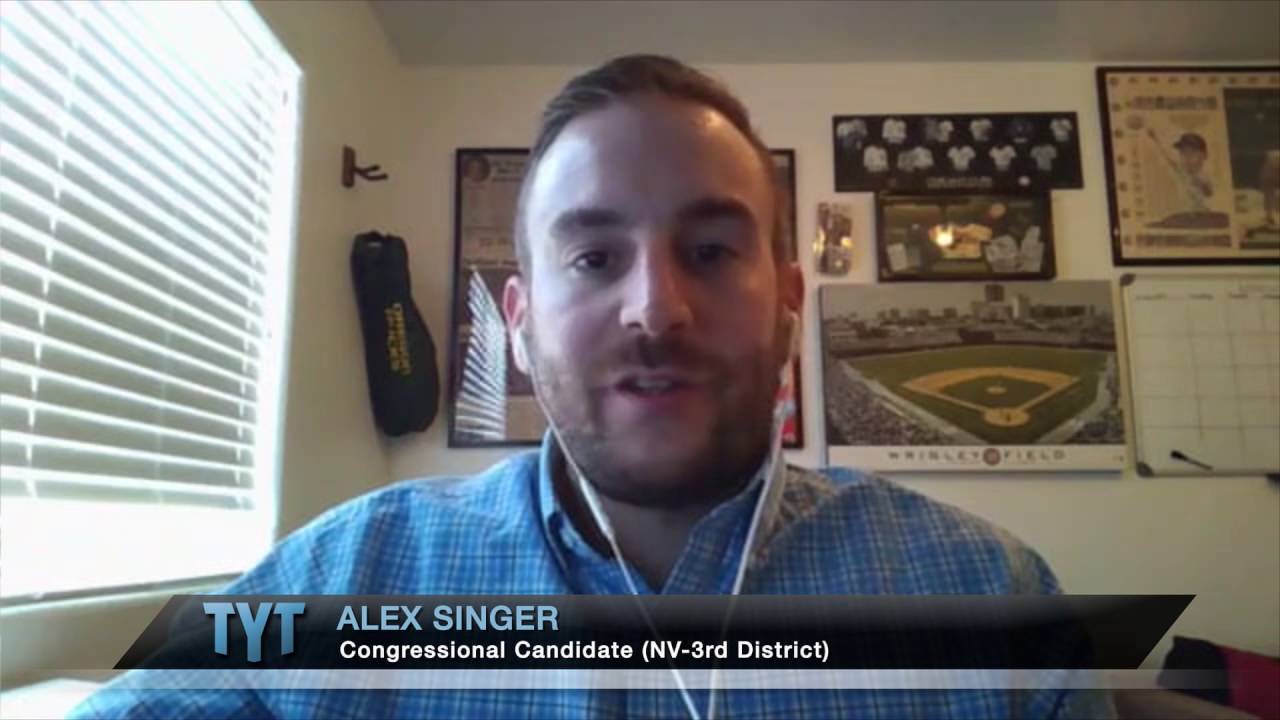 WRIGLEY FIELD
TYT
ALEX SINGER
Congressional Candidate (NV-3rd District)